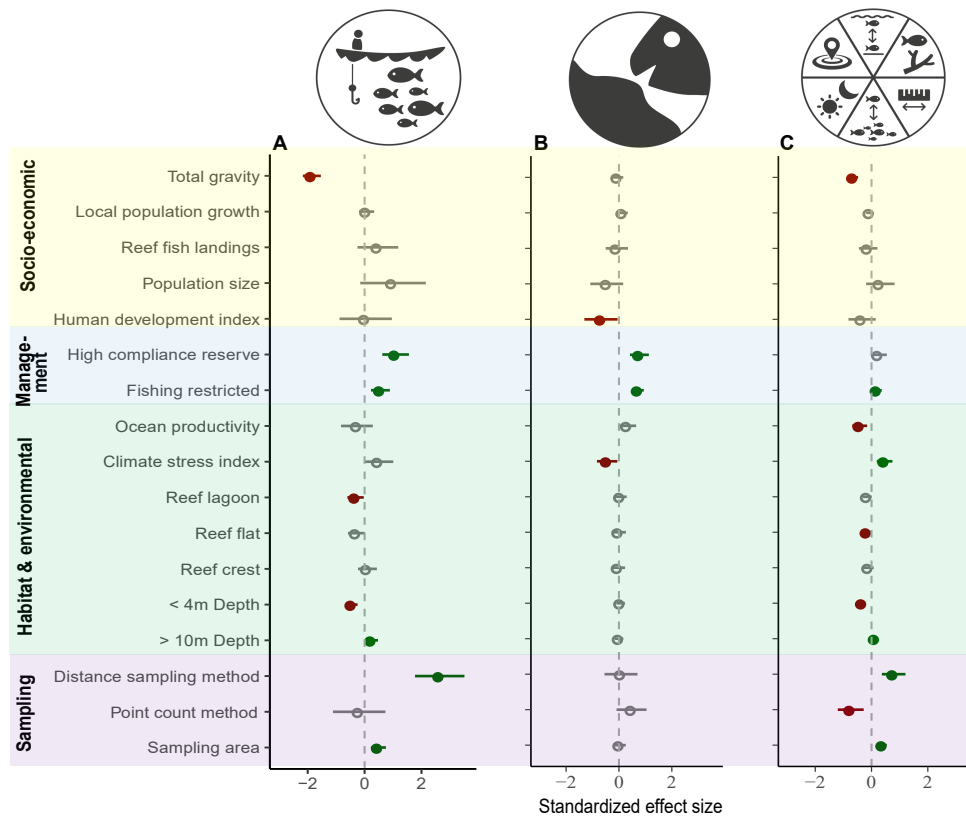 A
B
C
Socio-economic
Total gravity
Local population growth
Reef fish landings
Population size
Human development index
Manage-
ment
High compliance reserve
Fishing restricted
Habitat & environmental
Ocean productivity
Climate stress index
Reef lagoon
Reef flat
Reef crest
< 4m Depth
> 10m Depth
Sampling
Distance sampling method
Point count method
Sampling area
−2 0 2
−2 0 2
−2 0 2
Standardized effect size